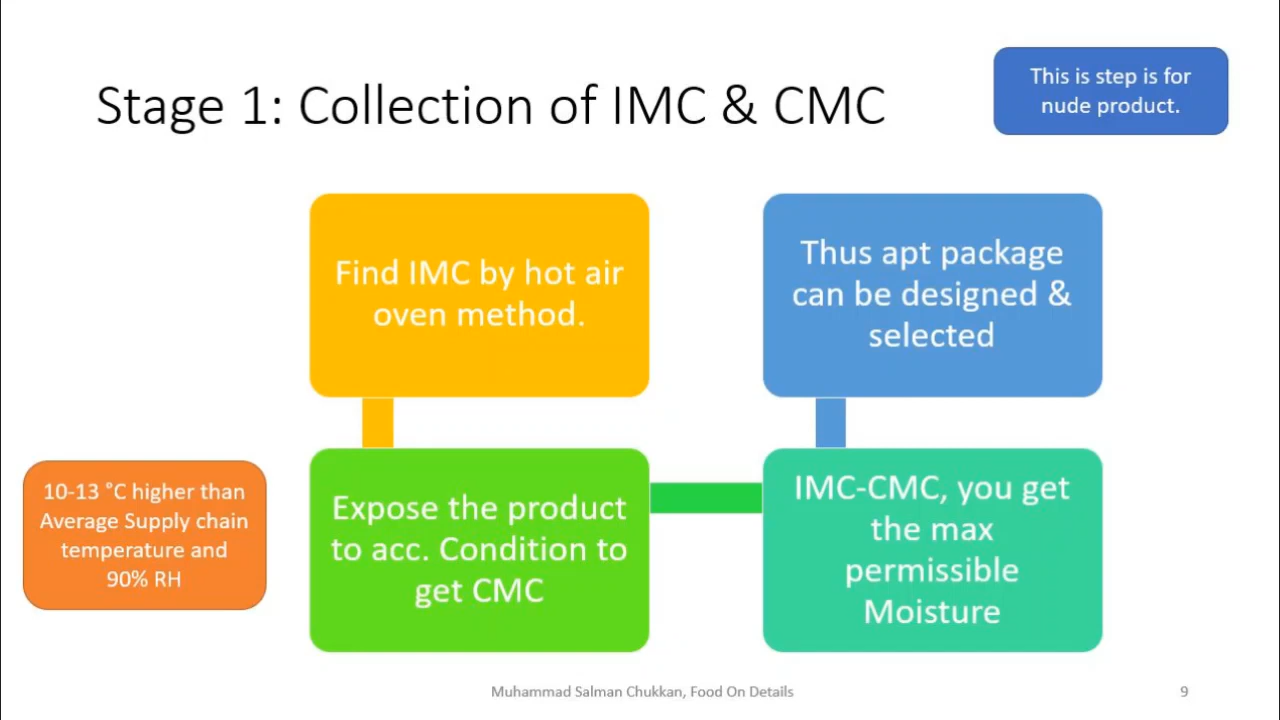 Stage 1: Collection of IMC & CMC
This is step is for
nude product.
Find IMC by hot air
oven method.
10-13 °C higher than
Average Supply chain
temperature and
90% RH
Expose the product
to acc. Condition to
get CMC
IMC-CMC, you get
the max
permissible
Moisture
Thus apt package
can be designed &
selected
Muhammad Salman Chukkan, Food On Details
9